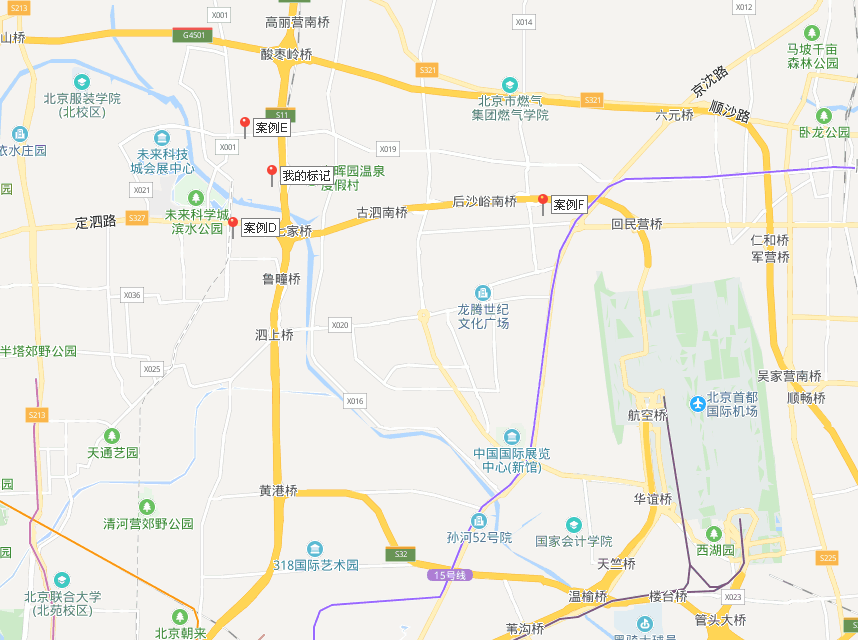 S213
X001
高丽营南桥
X014
X012
山桥
G4501
酸枣岭桥
马坡千亩
森林公园
S321
京沈路
北京服装学院
(北校区)
北京市燃气
集团燃气学院
S321
顺沙路
六元桥
S11
案例E
卧龙公园
依水庄园
X001
X019
未来科技
城会展中心
我的标记
晖园温泉
度假村
X021
未来科学城
滨水公园
定泗路
S327
案例D
七家桥
古泗南桥
后沙峪南桥
案例F
回民营桥
仁和桥
军营桥
鲁疃桥
X036
龙腾世纪
文化广场
泗上桥
X020
半塔郊野公园
X025
吴家营南桥
X016
北京首都
国际机场
顺畅桥
S213
航空桥
天通艺园
中国国际展览
中心(新馆)
黄港桥
华谊桥
清河营郊野公园
孙河52号院
国家会计学院
西湖园
318国际艺术园
S32
天竺桥
S225
15号线
北京联合大学
(北苑校区)
温榆桥
楼台桥
X023
管头大桥
北京朝来
苇沟桥